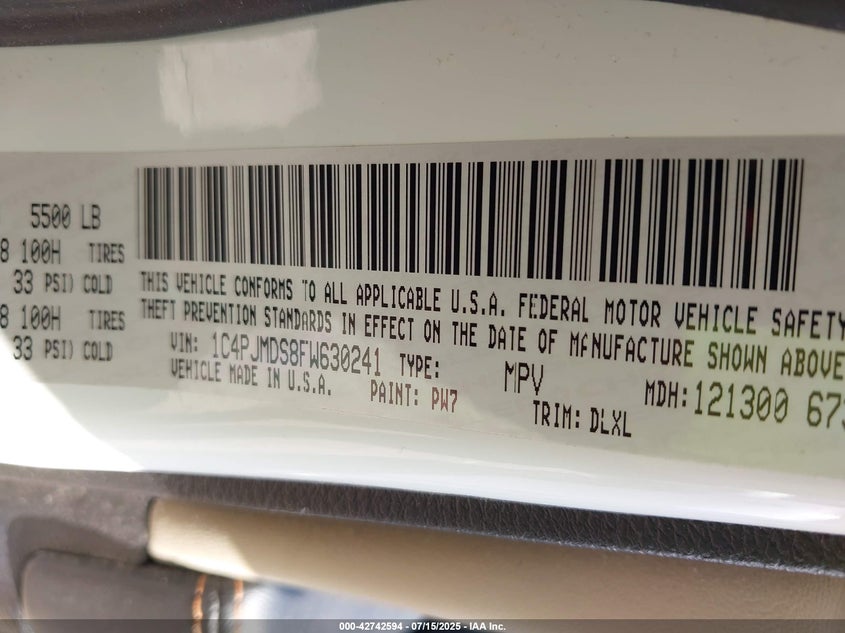 5500 LB
8 100H TIRES
33 PSI) COLD
8 100H TIRES
33 PSI) COLD
THIS VEHICLE CONFORMS TO ALL APPLICABLE U.S.A. FEDERAL MOTOR VEHICLE SAFETY
THEFT PREVENTION STANDARDS IN EFFECT ON THE DATE OF MANUFACTURE SHOWN ABOVE
VIN: 1C4PJMDS8FW630241 TYPE: MPV MDH: 121300 673
VEHICLE MADE IN U.S.A. PAINT: PW7 TRIM: DLXL
000-42742594 - 07/15/2025 - IAA Inc.